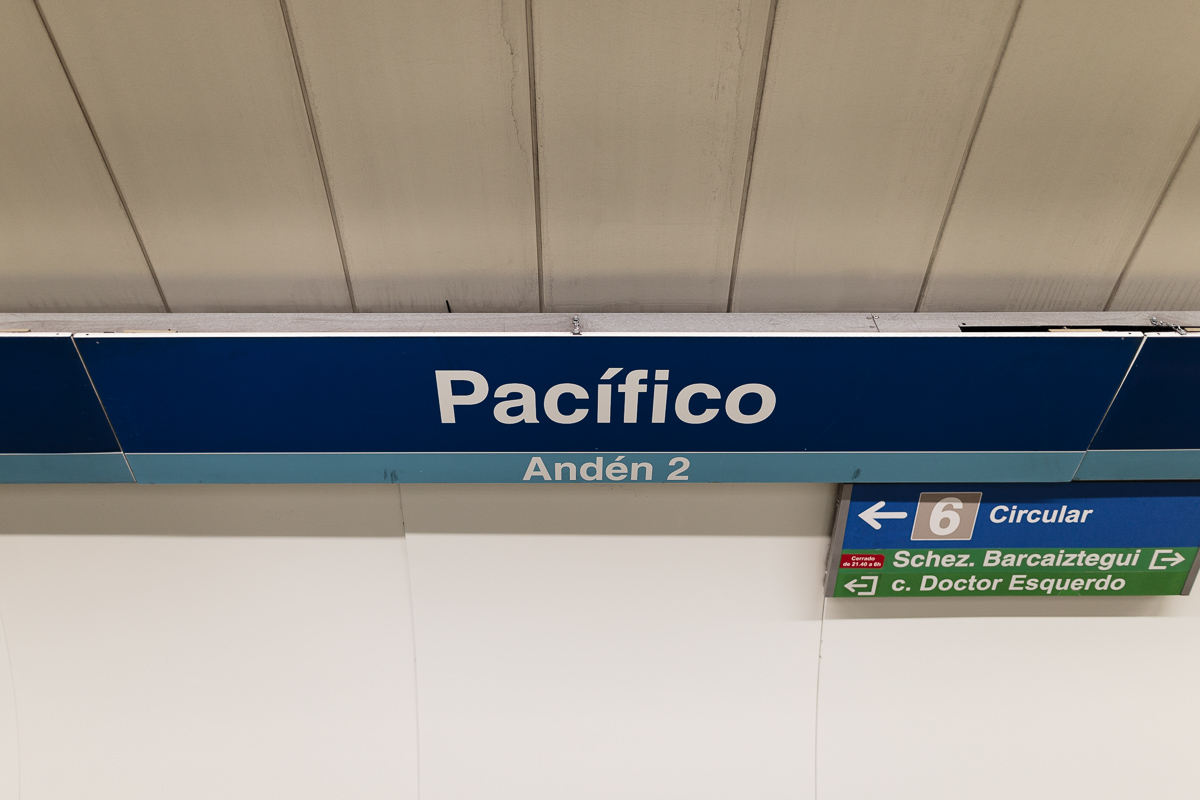 Pacífico
Andén 2
6 Circular
Cerrado
de 21.40 a 6h
Schez. Barcaiztegui
c. Doctor Esquerdo